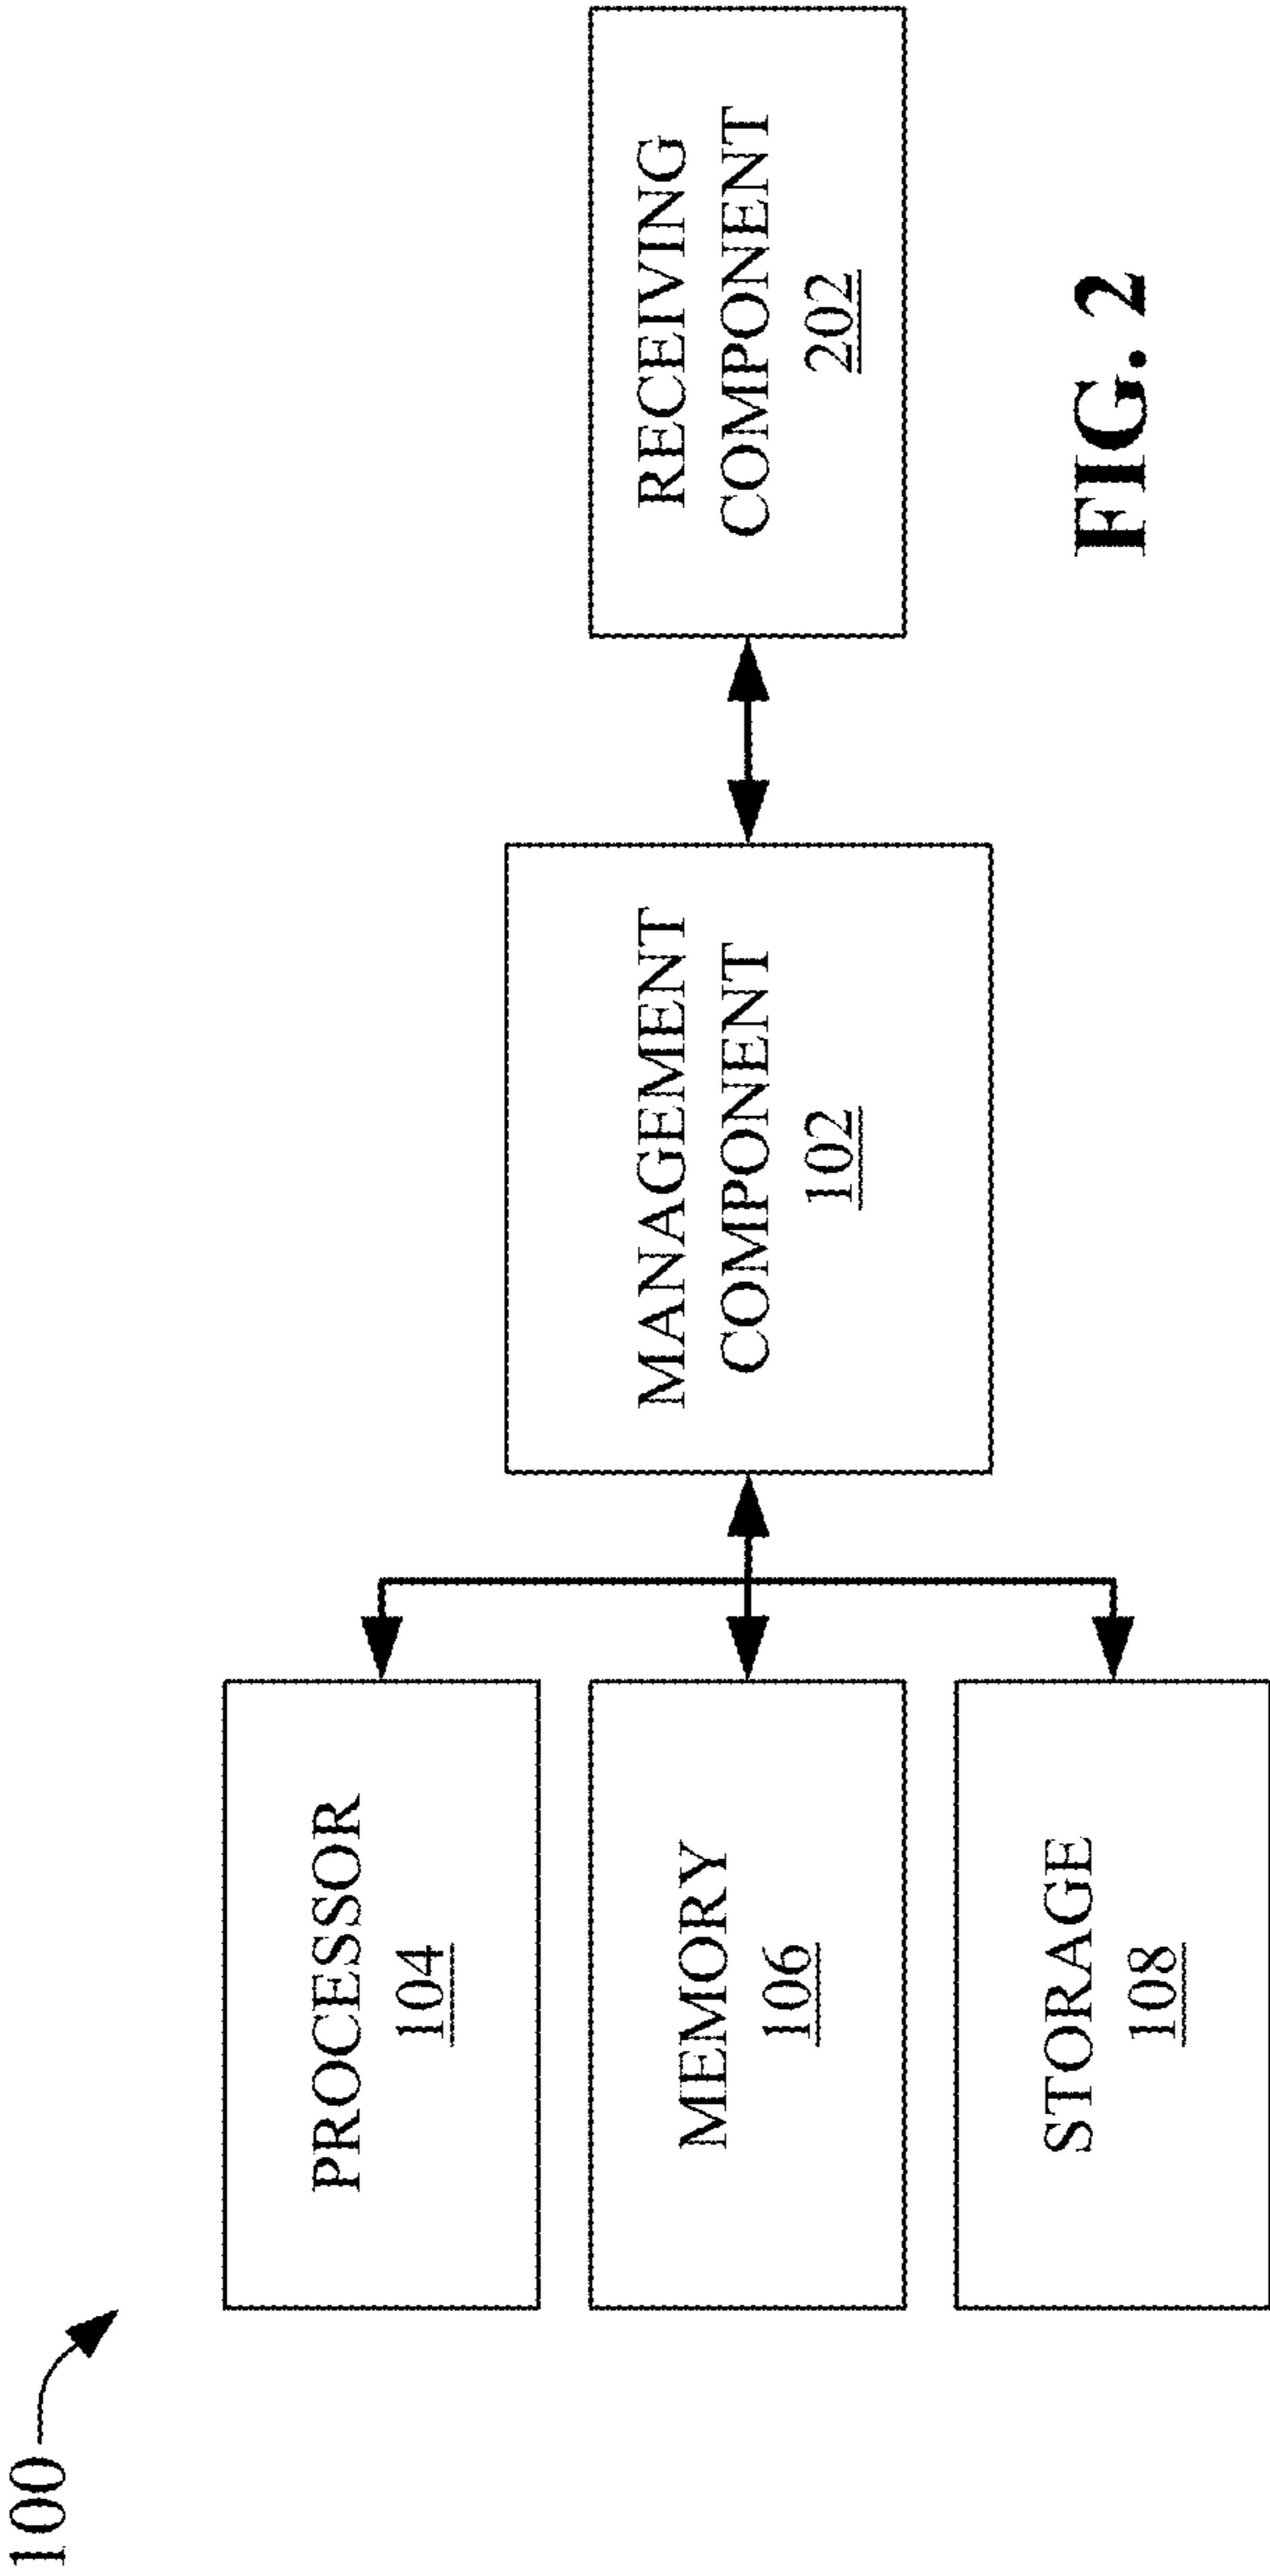 100
PROCESSOR
104
MEMORY
106
STORAGE
108
MANAGEMENT
COMPONENT
102
RECEIVING
COMPONENT
202
FIG. 2